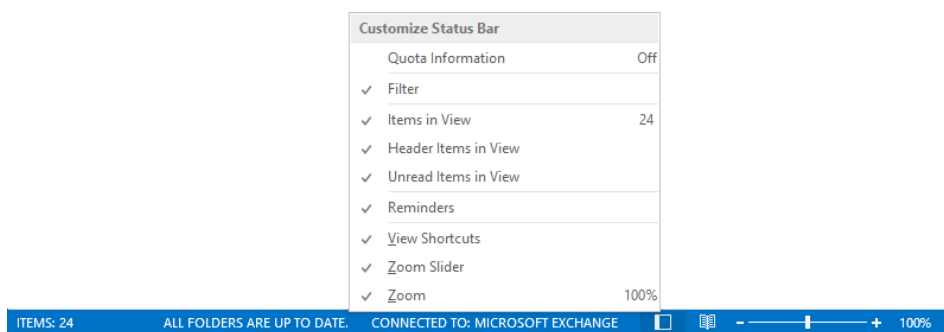 Customize Status Bar
Quota Information Off
Filter
Items in View 24
Header Items in View
Unread Items in View
Reminders
View Shortcuts
Zoom Slider
Zoom 100%
ITEMS: 24 ALL FOLDERS ARE UP TO DATE. CONNECTED TO: MICROSOFT EXCHANGE 100%